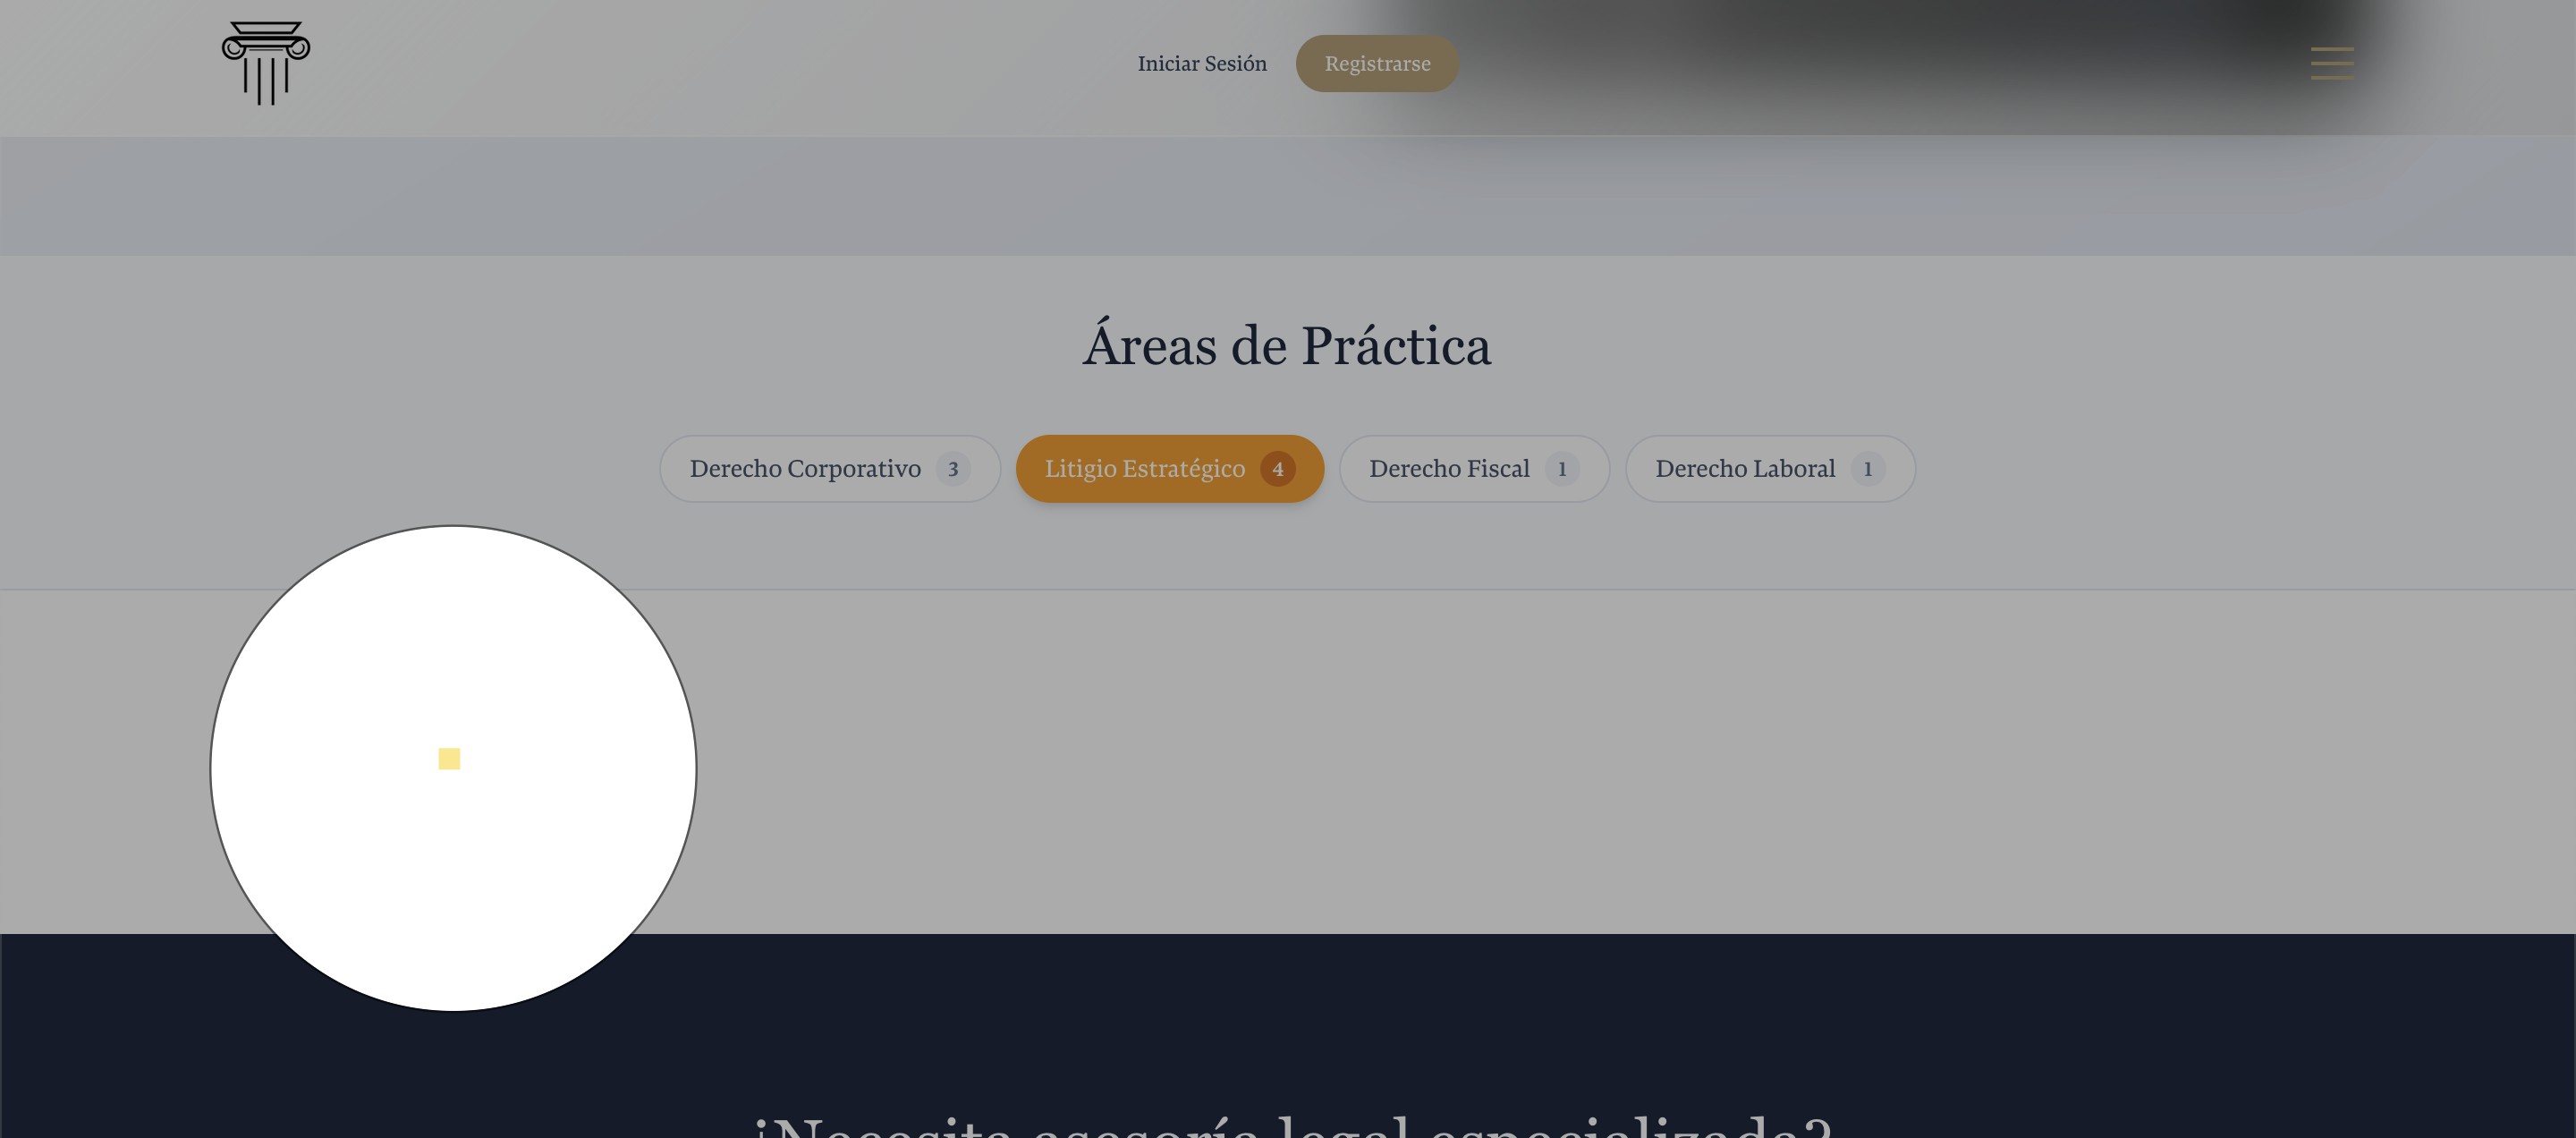 Iniciar Sesión Registrarse
Áreas de Práctica
Derecho Corporativo 3 Litigio Estratégico 4 Derecho Fiscal 1 Derecho Laboral 1
¿Necesita asesoría legal especializada?